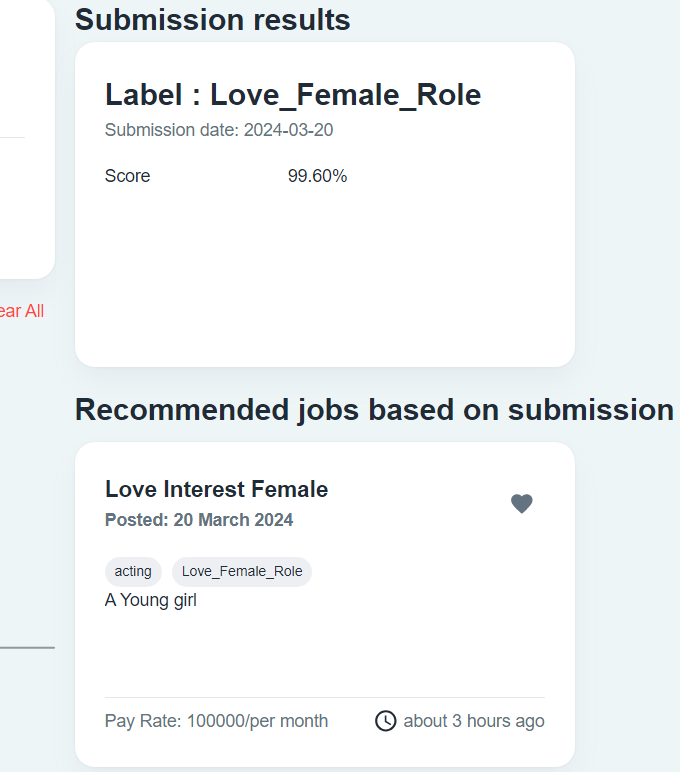 Submission results
Label : Love_Female_Role
Submission date: 2024-03-20
Score 99.60%
ear All
Recommended jobs based on submission
Love Interest Female
Posted: 20 March 2024
acting Love_Female_Role
A Young girl
Pay Rate: 100000/per month about 3 hours ago